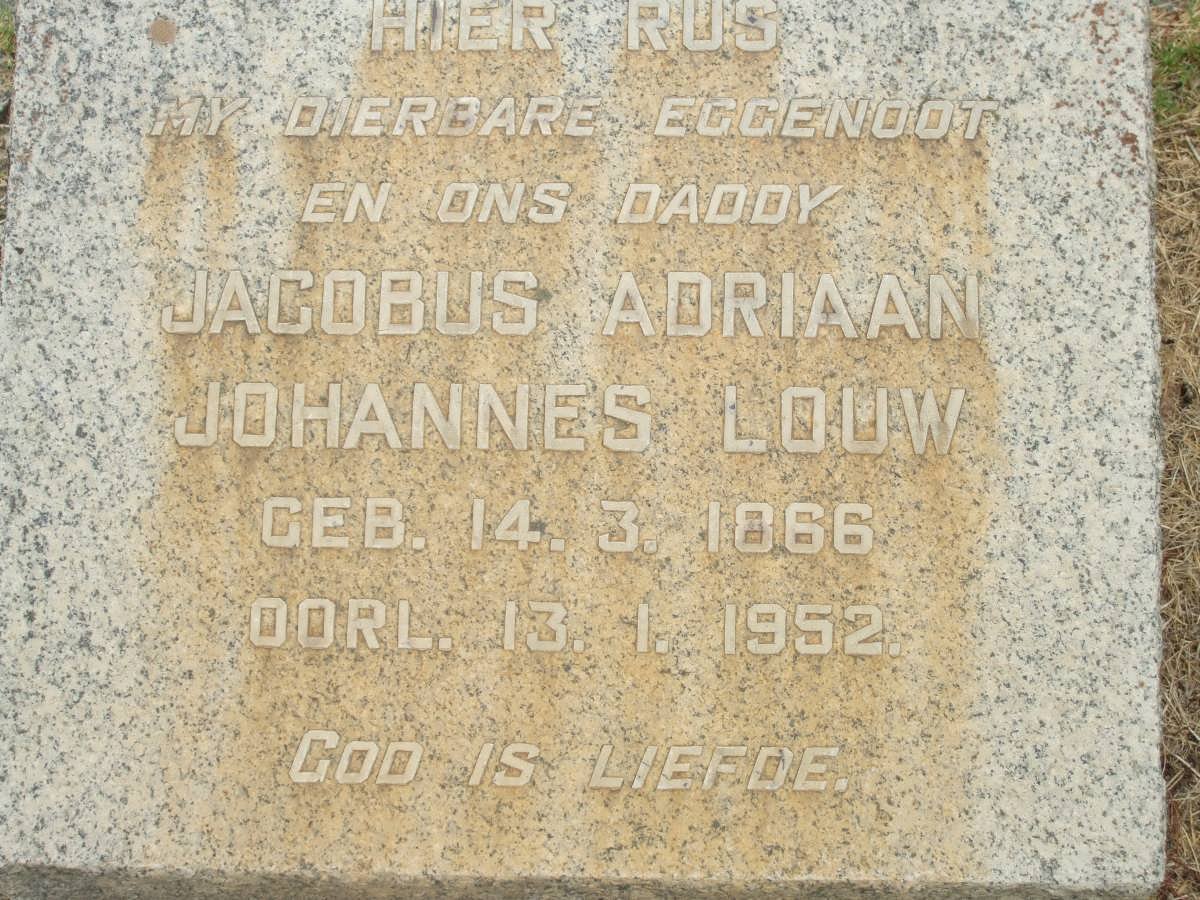 HIER RUS
MY DIERBARE EGGENOOT
EN ONS DADDY
JACOBUS ADRIAAN
JOHANNES LOUW
GEB. 14. 3. 1866
OORL. 13. 1. 1952.
GOD IS LIEFDE.